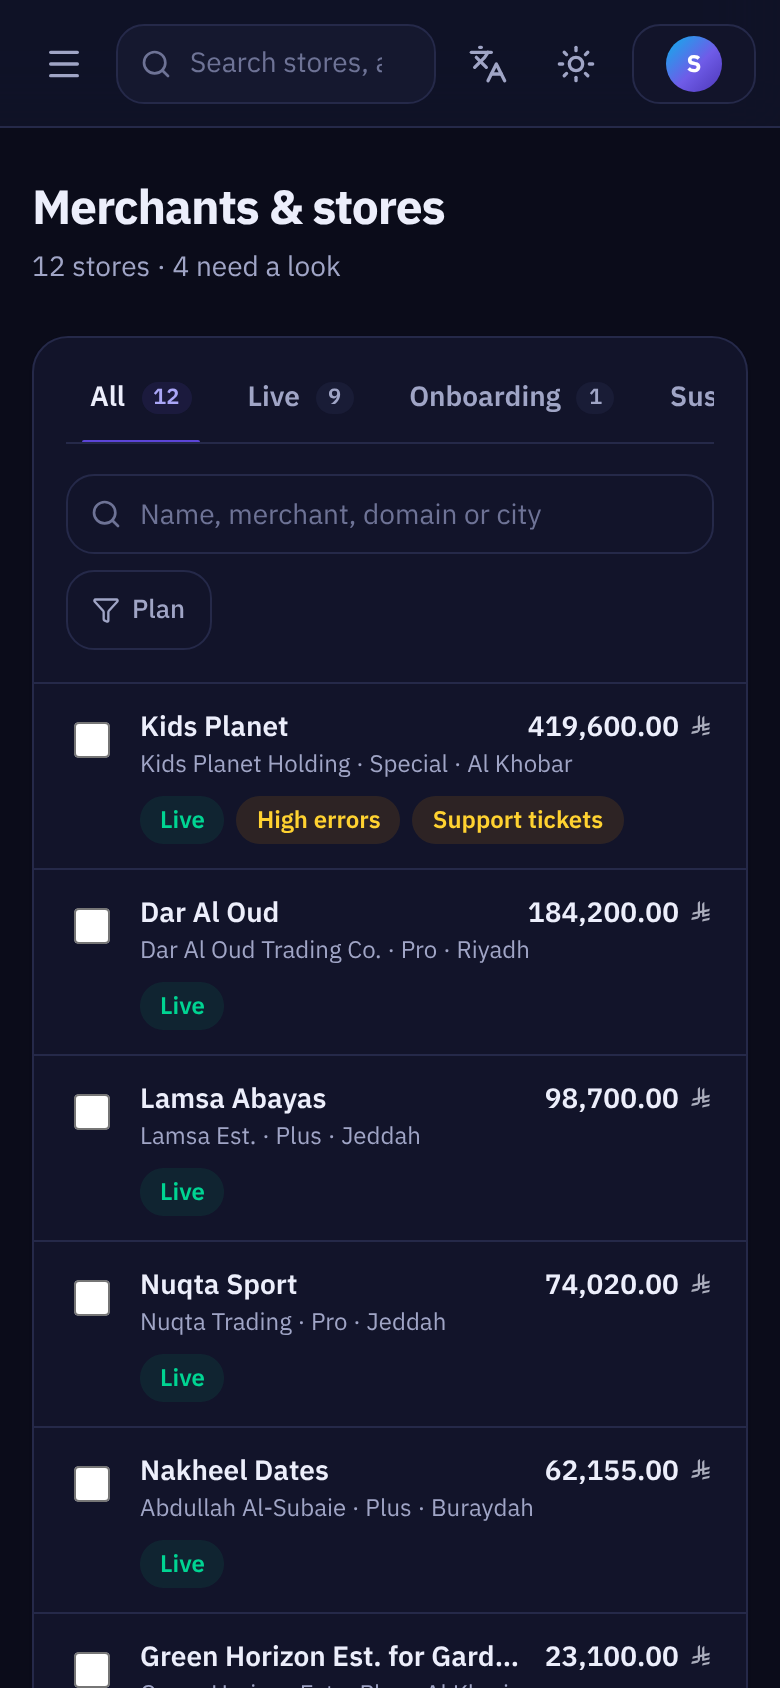 Search stores, a
S
Merchants & stores
12 stores · 4 need a look
All 12 Live 9 Onboarding 1 Sus
Name, merchant, domain or city
Plan
Kids Planet 419,600.00
Kids Planet Holding · Special · Al Khobar
Live High errors Support tickets
Dar Al Oud 184,200.00
Dar Al Oud Trading Co. · Pro · Riyadh
Live
Lamsa Abayas 98,700.00
Lamsa Est. · Plus · Jeddah
Live
Nuqta Sport 74,020.00
Nuqta Trading · Pro · Jeddah
Live
Nakheel Dates 62,155.00
Abdullah Al-Subaie · Plus · Buraydah
Live
Green Horizon Est. for Gard... 23,100.00